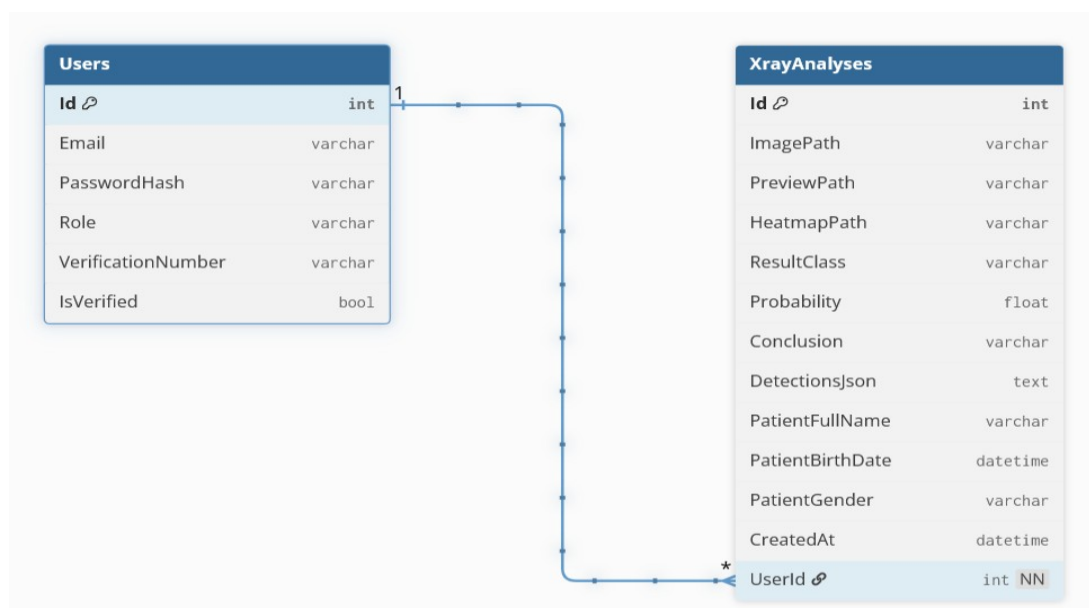 Users
Id int
Email varchar
PasswordHash varchar
Role varchar
VerificationNumber varchar
IsVerified bool
1
XrayAnalyses
Id int
ImagePath varchar
PreviewPath varchar
HeatmapPath varchar
ResultClass varchar
Probability float
Conclusion varchar
DetectionsJson text
PatientFullName varchar
PatientBirthDate datetime
PatientGender varchar
CreatedAt datetime
* UserId int NN